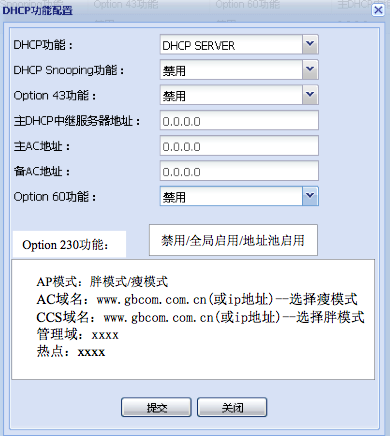 Option 43功能
Option 60功能
主DHCP
DHCP功能配置
DHCP功能： DHCP SERVER
DHCP Snooping功能： 禁用
Option 43功能： 禁用
主DHCP中继服务器地址： 0.0.0.0
主AC地址： 0.0.0.0
备AC地址： 0.0.0.0
Option 60功能： 禁用
Option 230功能： 禁用/全局启用/地址池启用
AP模式：胖模式/瘦模式
AC域名：www.gbcom.com.cn(或ip地址)--选择瘦模式
CCS域名：www.gbcom.com.cn(或ip地址)--选择胖模式
管理域：xxxx
热点：xxxx
提交 关闭